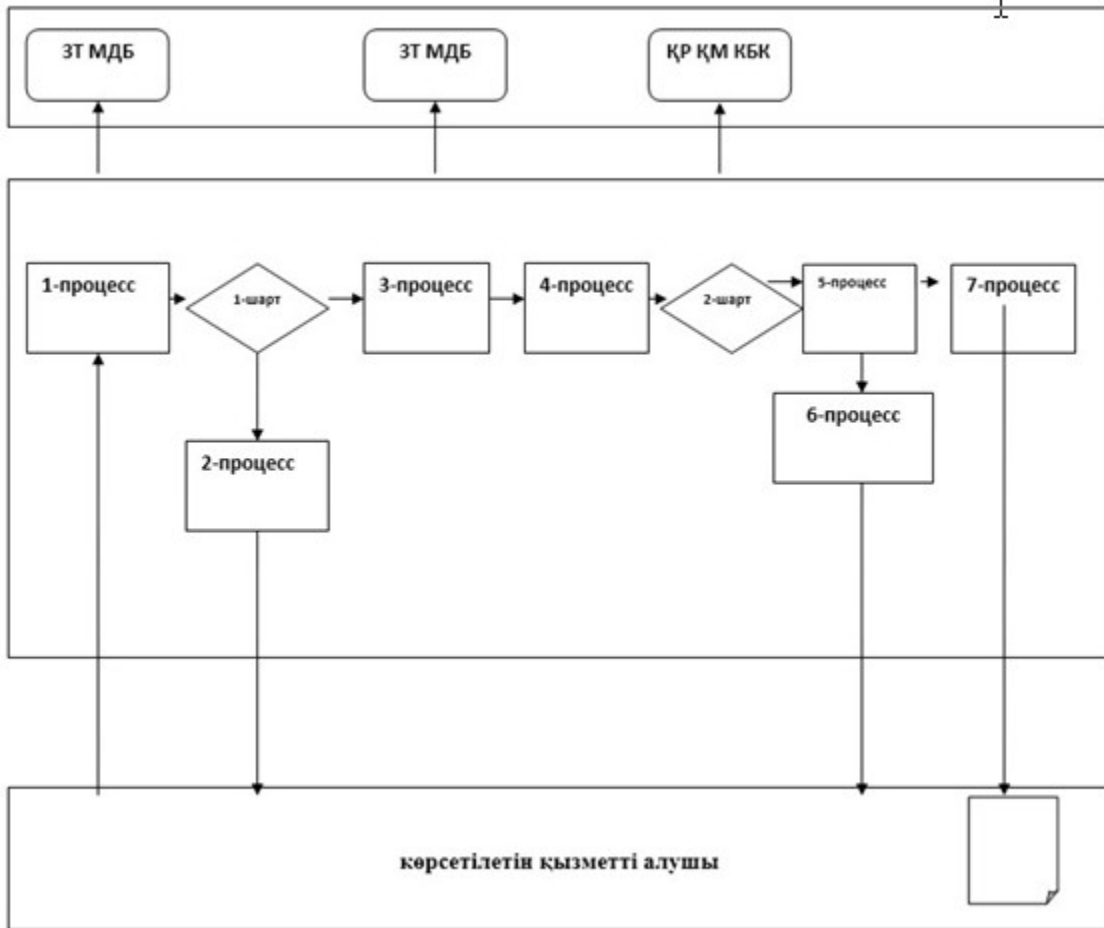 ЗТ МДБ
ЗТ МДБ
ҚР ҚМ КБК
1-процесс
1-шарт
3-процесс
4-процесс
2-шарт
5-процесс
7-процесс
6-процесс
2-процесс
көрсетілетін қызметті алушы